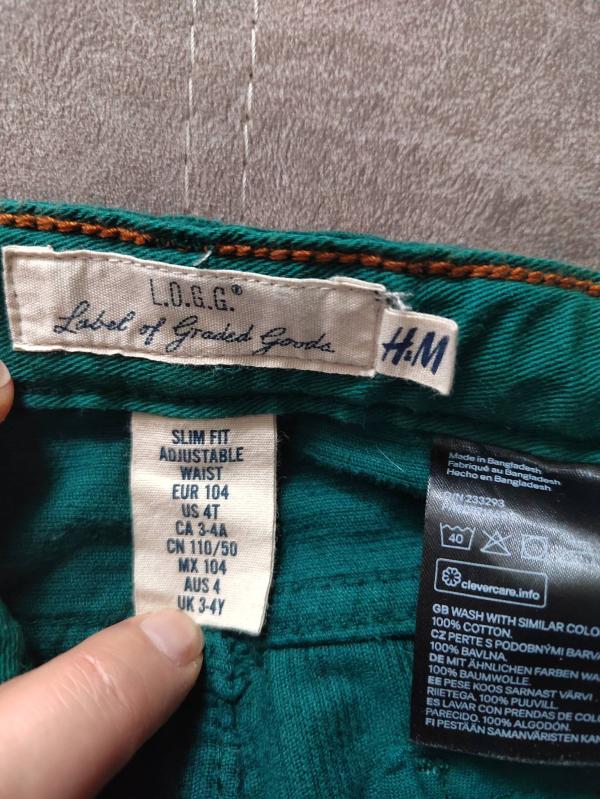 L.O.G.G.®
Label of Graded Goods
H&M
SLIM FIT
ADJUSTABLE
WAIST
EUR 104
US 4T
CA 3-4A
CN 110/50
MX 104
AUS 4
UK 3-4Y
Made in Bangladesh
Fabriqué au Bangladesh
Hecho en Bangladesh
233293
40
clevercare.info
GB WASH WITH SIMILAR COLO
100% COTTON.
CZ PERTE S PODOBNÝMI BARVA
100% BAVLNA.
DE MIT ÄHNLICHEN FARBEN WA
100% BAUMWOLLE.
EE PESE KOOS SARNAST VÄRVI
RIIETEGA. 100% PUUVILL.
ES LAVAR CON PRENDAS DE COLO
PARECIDO. 100% ALGODÓN.
FI PESTÄÄN SAMANVÄRISTEN KAN